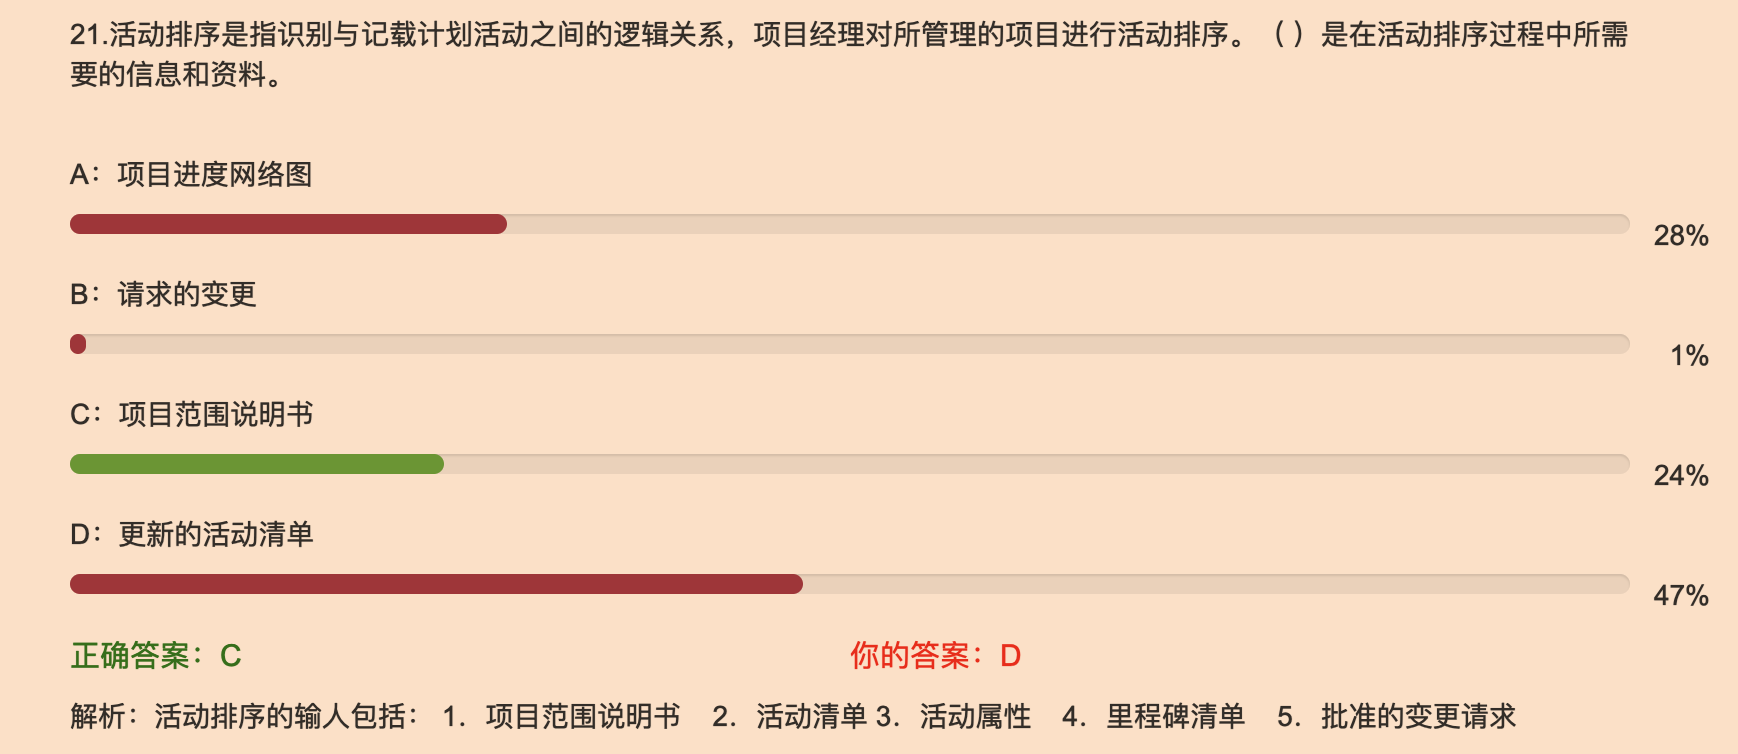 21.活动排序是指识别与记载计划活动之间的逻辑关系，项目经理对所管理的项目进行活动排序。（ ）是在活动排序过程中所需
要的信息和资料。
A：项目进度网络图
28%
B：请求的变更
1%
C：项目范围说明书
24%
D：更新的活动清单
47%
正确答案：C 你的答案：D
解析：活动排序的输人包括： 1. 项目范围说明书 2. 活动清单 3. 活动属性 4. 里程碑清单 5. 批准的变更请求